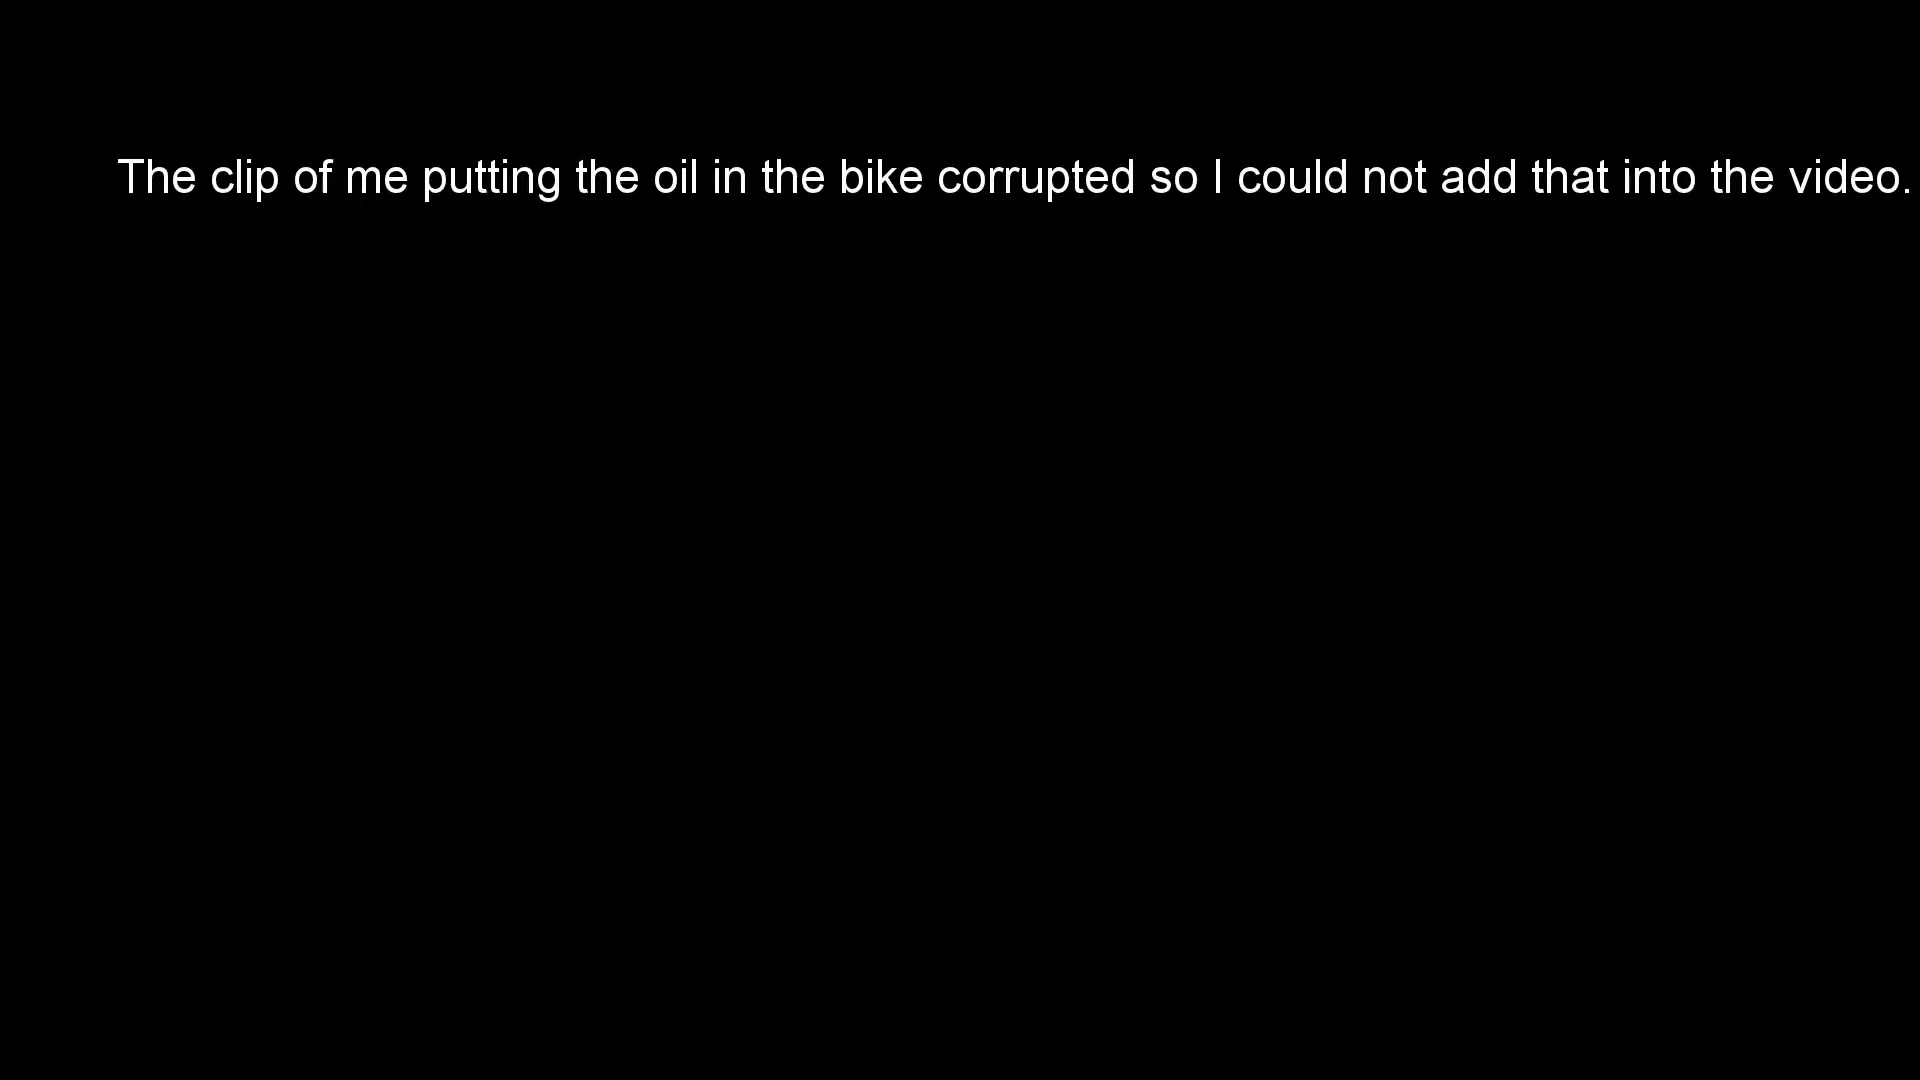 The clip of me putting the oil in the bike corrupted so I could not add that into the video.